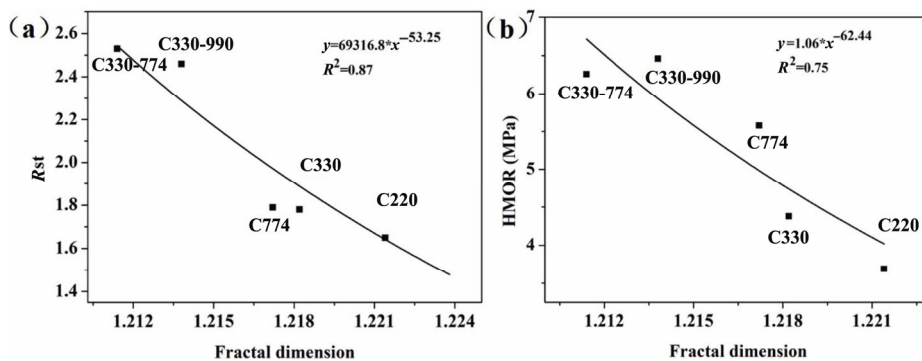 (a)
y=69316.8*x^-53.25
R²=0.87
C330-990
C330-774
C330
C220
C774
Rst
2.6
2.4
2.2
2.0
1.8
1.6
1.4
1.212 1.215 1.218 1.221 1.224
Fractal dimension
(b)
y=1.06*x^-62.44
R²=0.75
C330-990
C330-774
C774
C220
C330
HMOR (MPa)
7
6
5
4
1.212 1.215 1.218 1.221
Fractal dimension